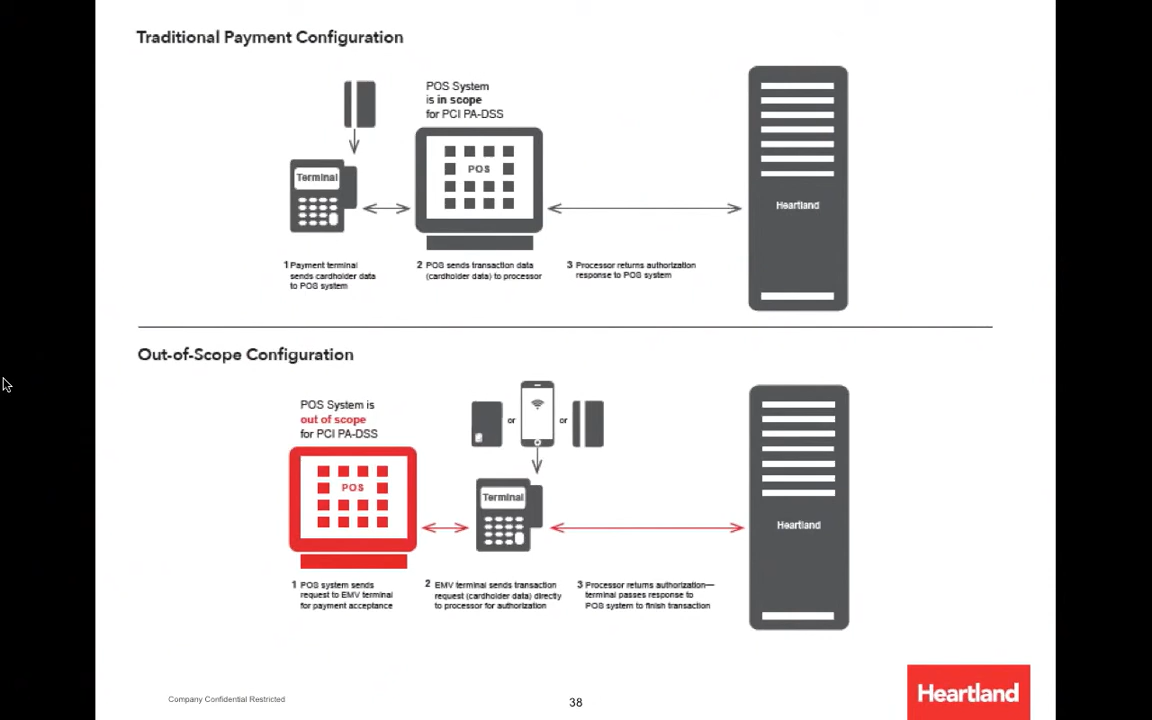 Traditional Payment Configuration
POS System
is in scope
for PCI PA-DSS
Terminal
POS
Heartland
1 Payment terminal
sends cardholder data
to POS system
2 POS sends transaction data
(cardholder data) to processor
3 Processor returns authorization
response to POS system
Out-of-Scope Configuration
POS System is
out of scope
for PCI PA-DSS
or
or
POS
Terminal
Heartland
1 POS system sends
request to EMV terminal
for payment acceptance
2 EMV terminal sends transaction
request (cardholder data) directly
to processor for authorization
3 Processor returns authorization—
terminal passes response to
POS system to finish transaction
Company Confidential Restricted
38
Heartland